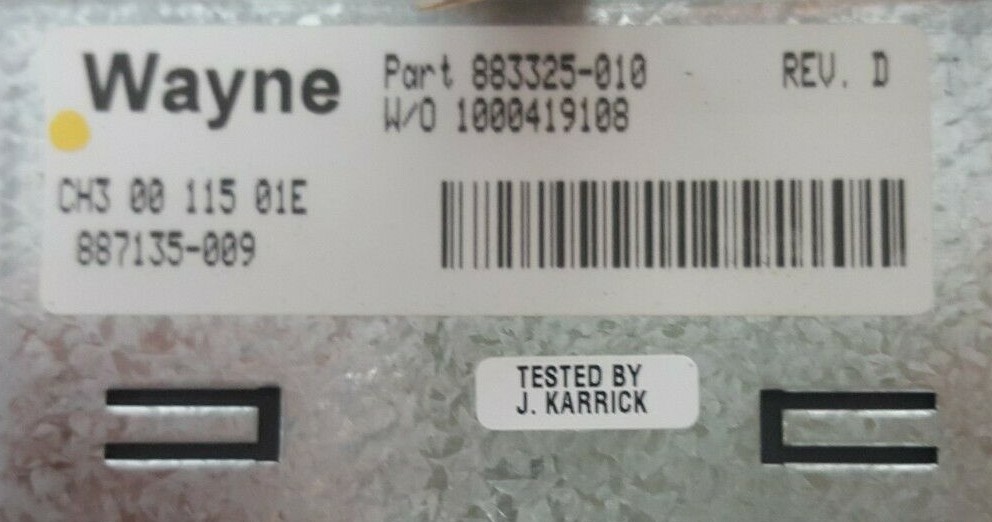 Wayne
Part 883325-010 REV. D
W/O 1000419108
CH3 00 115 01E
887135-009
TESTED BY
J. KARRICK